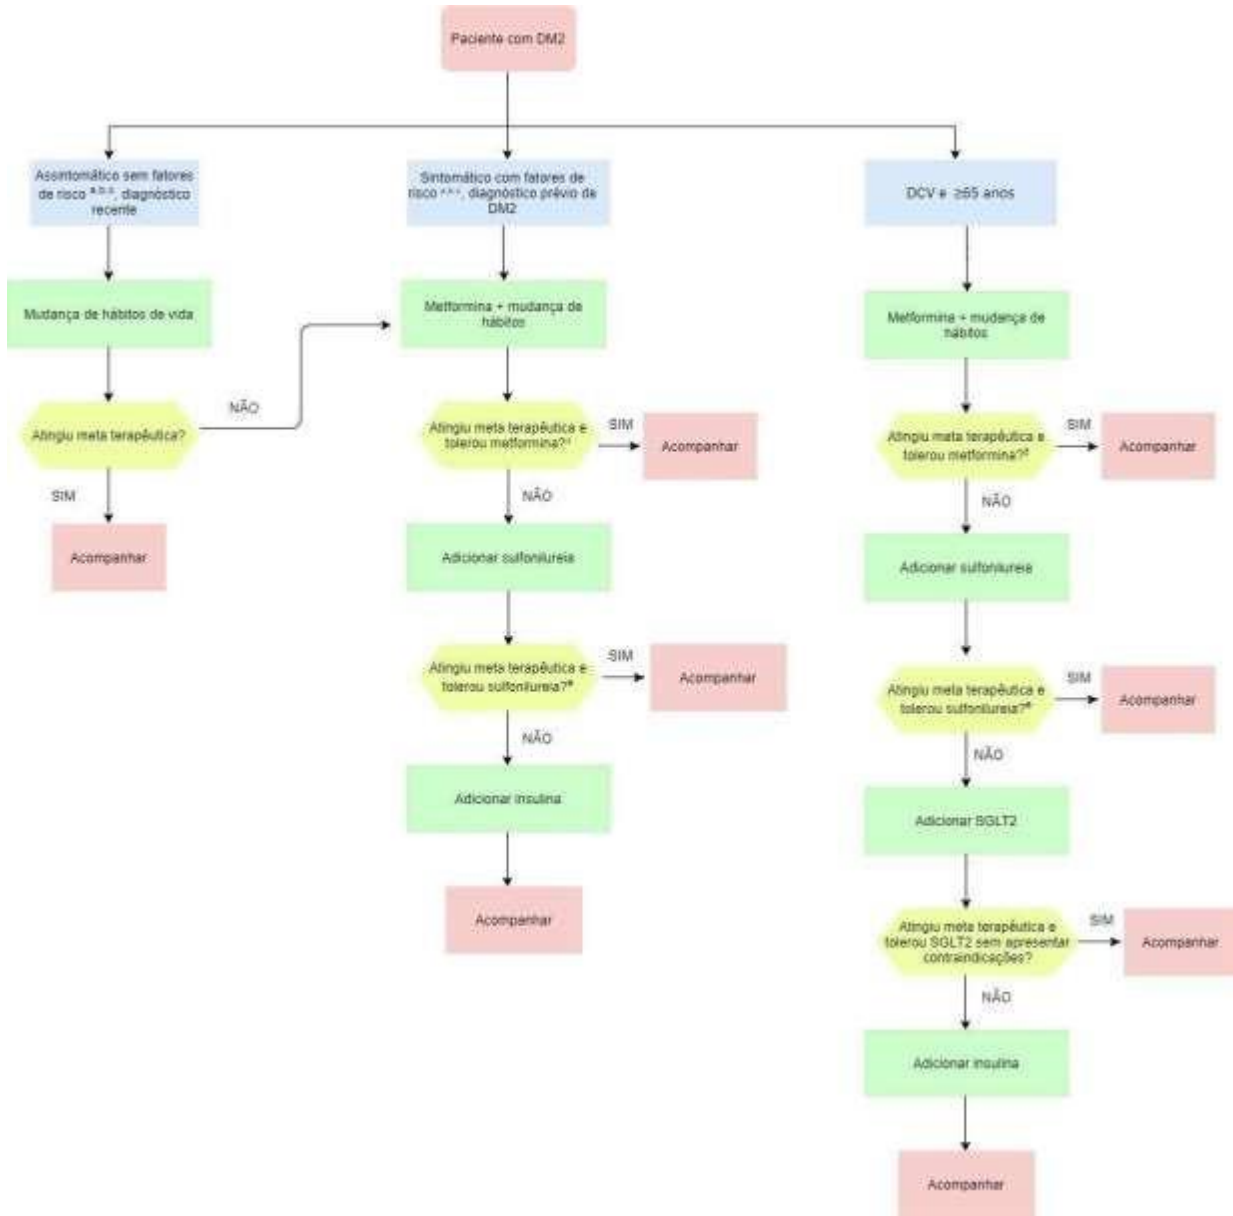 Paciente com DM2
Assintomático sem fatores
de risco a,b,c, diagnóstico
recente
Mudança de hábitos de vida
NÃO
Atingiu meta terapêutica?
SIM
Acompanhar
Sintomático com fatores de
risco a,b,c, diagnóstico prévio de
DM2
Metformina + mudança de
hábitos
Atingiu meta terapêutica e
tolerou metformina?
SIM
Acompanhar
NÃO
Adicionar sulfonilureia
Atingiu meta terapêutica e
tolerou sulfonilureia?e
SIM
Acompanhar
NÃO
Adicionar insulina
Acompanhar
DCV e ≥65 anos
Metformina + mudança de
hábitos
Atingiu meta terapêutica e
tolerou metformina?d
SIM
Acompanhar
NÃO
Adicionar sulfonilureia
Atingiu meta terapêutica e
tolerou sulfonilureia?e
SIM
Acompanhar
NÃO
Adicionar SGLT2
Atingiu meta terapêutica e
tolerou SGLT2 sem apresentar
contraindicações?
SIM
Acompanhar
NÃO
Adicionar insulina
Acompanhar